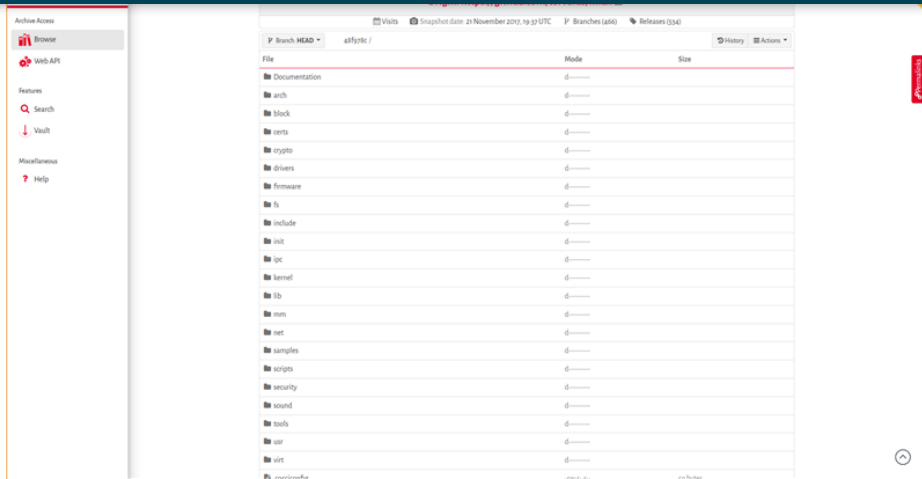 Archive Access
Browse
Web API
Features
Search
Vault
Miscellaneous
Help
Visits Snapshot date: 21 November 2017, 19:37 UTC Branches (466) Releases (534)
Branch: HEAD 48f978c / History Actions
File Mode Size
Documentation d---------
arch d---------
block d---------
certs d---------
crypto d---------
drivers d---------
firmware d---------
fs d---------
include d---------
init d---------
ipc d---------
kernel d---------
lib d---------
mm d---------
net d---------
samples d---------
scripts d---------
security d---------
sound d---------
tools d---------
usr d---------
virt d---------
Permalinks